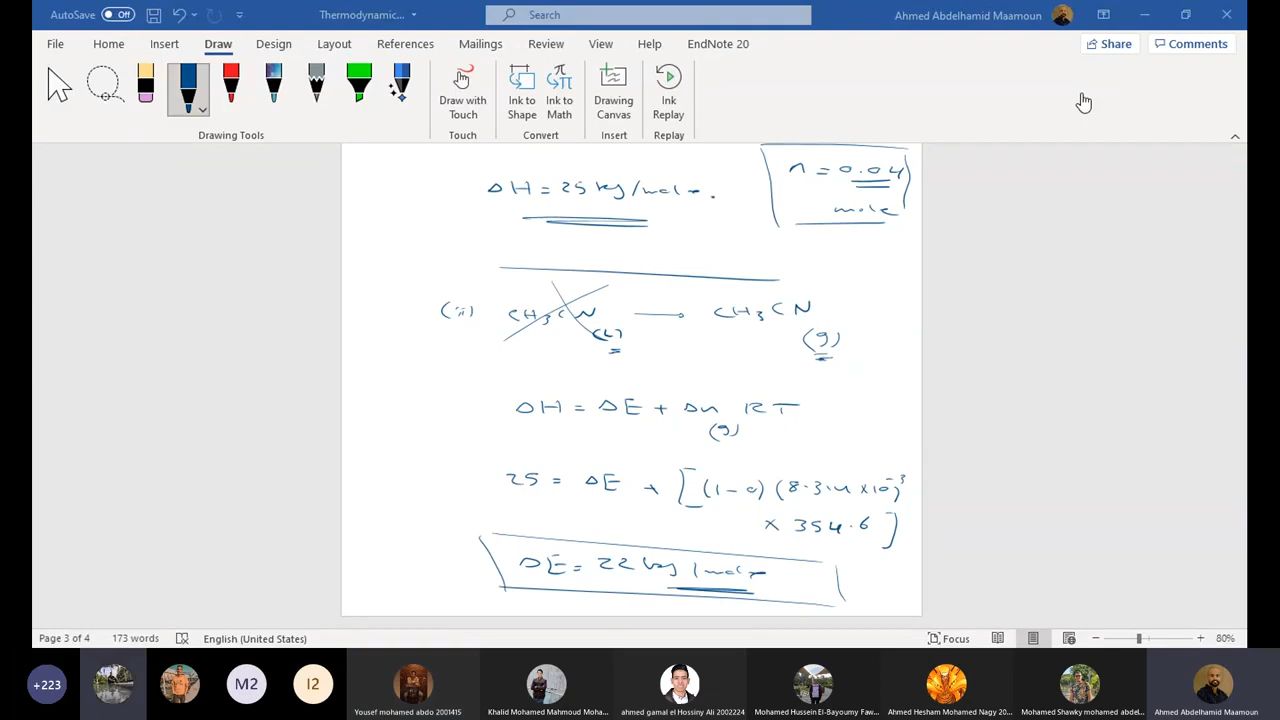 AutoSave Off Thermodynamic... Search Ahmed Abdelhamid Maamoun
File Home Insert Draw Design Layout References Mailings Review View Help EndNote 20 Share Comments
Draw with Touch
Ink to Shape
Ink to Math
Drawing Canvas
Ink Replay
Drawing Tools Touch Convert Insert Replay
n = 0.04
mole
ΔH = 25 kJ/mole.
(ii) CH3CN(L) → CH3CN(g)
ΔH = ΔE + Δn(g) RT
25 = ΔE + [(1-0) (8.314 ×10^-3)
× 354.6]
ΔE = 22 kJ/mole
Page 3 of 4 173 words English (United States) Focus 80%
+223 M2 I2 Yousef mohamed abdo 2001415 Khalid Mohamed Mahmoud Moha... ahmed gamal el Hossiny Ali 2002224 Mohamed Hussein El-Bayoumy Faw... Ahmed Hesham Mohamed Nagy 20... Mohamed Shawky mohamed abdel... Ahmed Abdelhamid Maamoun